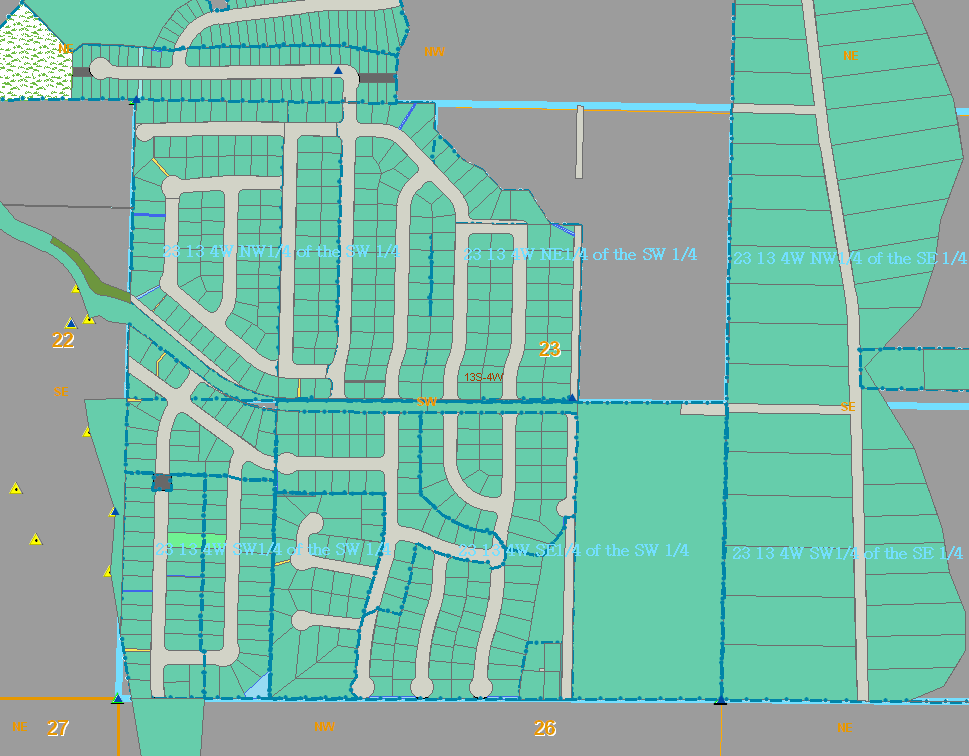 NE
NW
NE
23 13 4W NW1/4 of the SW 1/4
23 13 4W NE1/4 of the SW 1/4
23 13 4W NW1/4 of the SE 1/4
22
23
13S-4W
SE
SW
SE
23 13 4W SW1/4 of the SW 1/4
23 13 4W SE1/4 of the SW 1/4
23 13 4W SW1/4 of the SE 1/4
NE
27
NW
26
NE